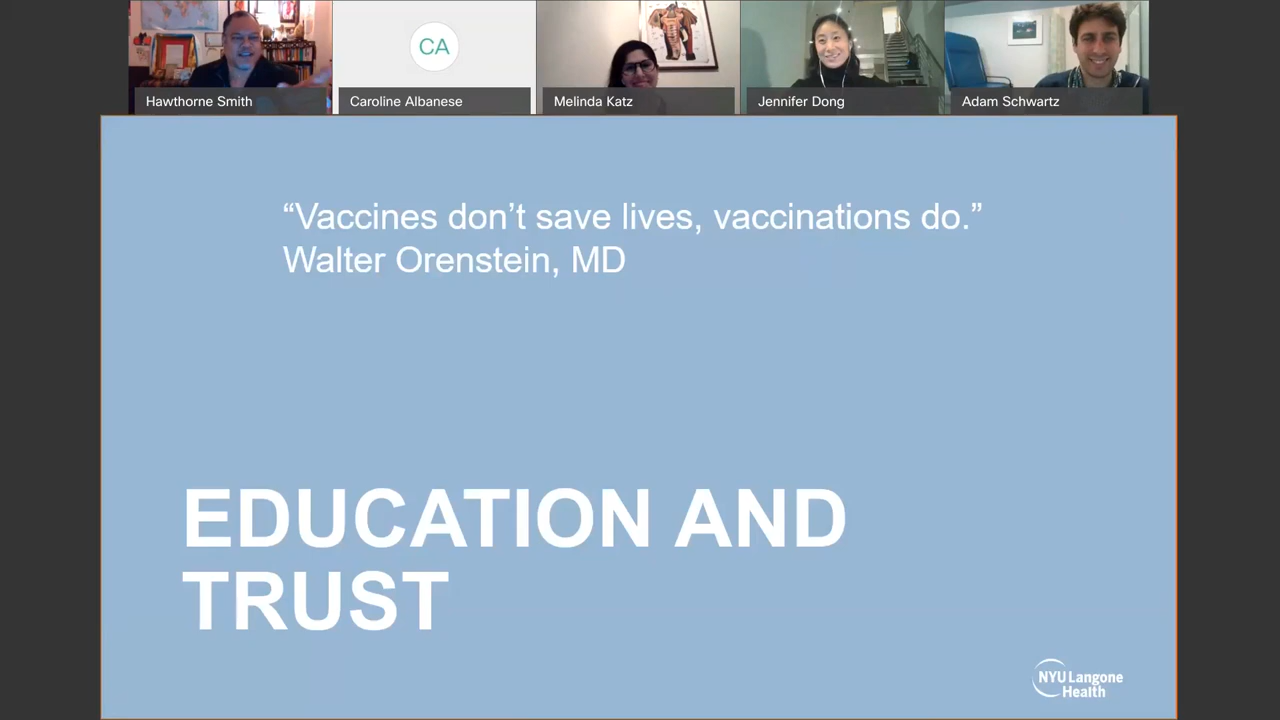 CA
Hawthorne Smith
Caroline Albanese
Melinda Katz
Jennifer Dong
Adam Schwartz
“Vaccines don’t save lives, vaccinations do.”
Walter Orenstein, MD
EDUCATION AND
TRUST
NYU Langone
Health